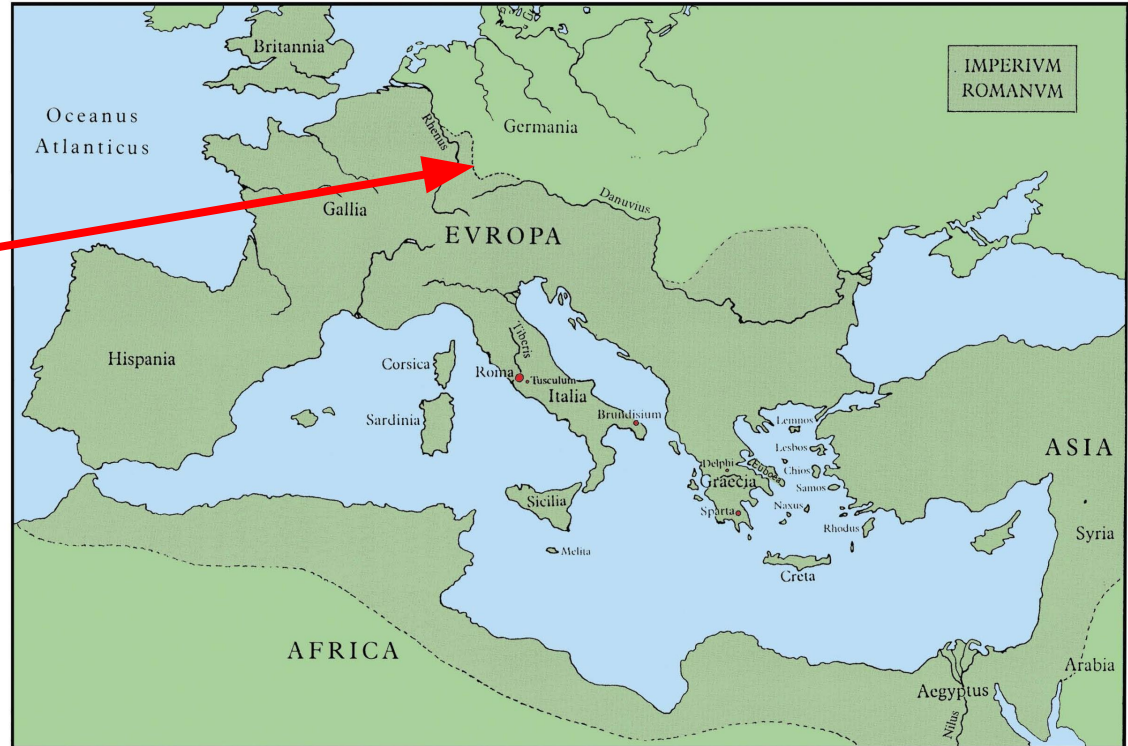 Britannia
IMPERIVM
ROMANVM
Oceanus
Atlanticus
Rhenus
Germania
Gallia
Danuvius
EVROPA
Hispania
Corsica
Tiberis
Roma
Tusculum
Italia
Sardinia
Brundisium
Lemnos
Lesbos
ASIA
Delphi
Euboea
Chios
Graecia
Samos
Sicilia
Sparta
Naxus
Rhodus
Syria
Melita
Creta
AFRICA
Arabia
Aegyptus
Nilus